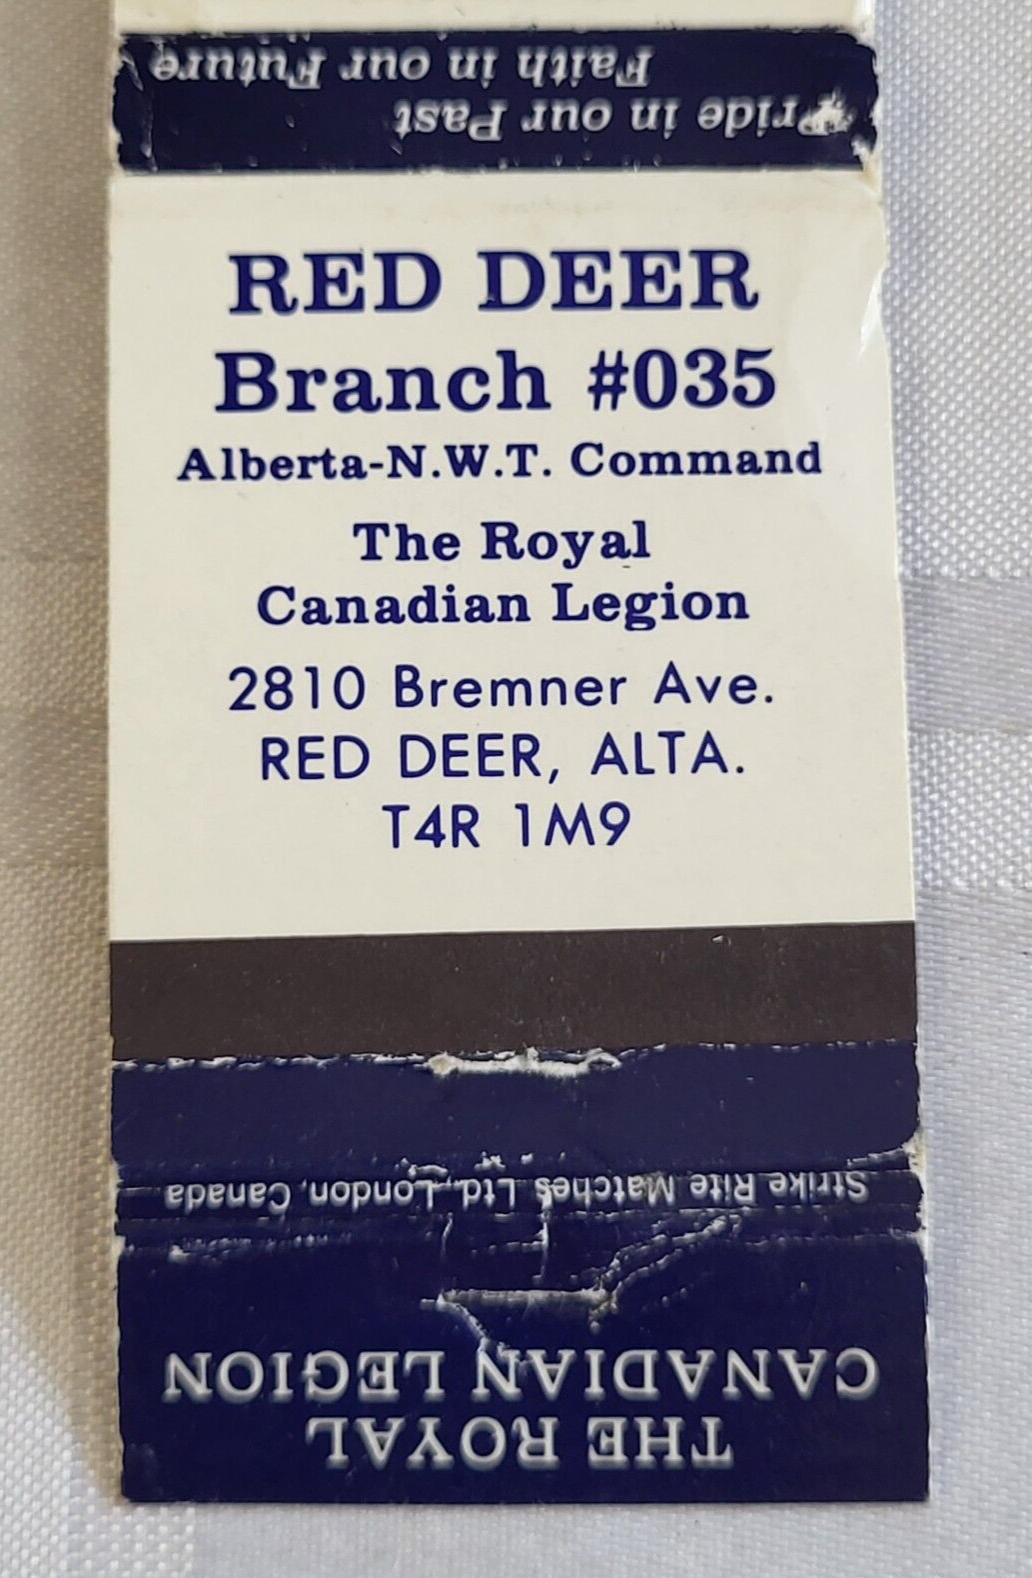 Pride in our Past
Faith in our Future
RED DEER
Branch #035
Alberta-N.W.T. Command
The Royal
Canadian Legion
2810 Bremner Ave.
RED DEER, ALTA.
T4R 1M9
Strike Rite Matches Ltd., London, Canada
THE ROYAL
CANADIAN LEGION